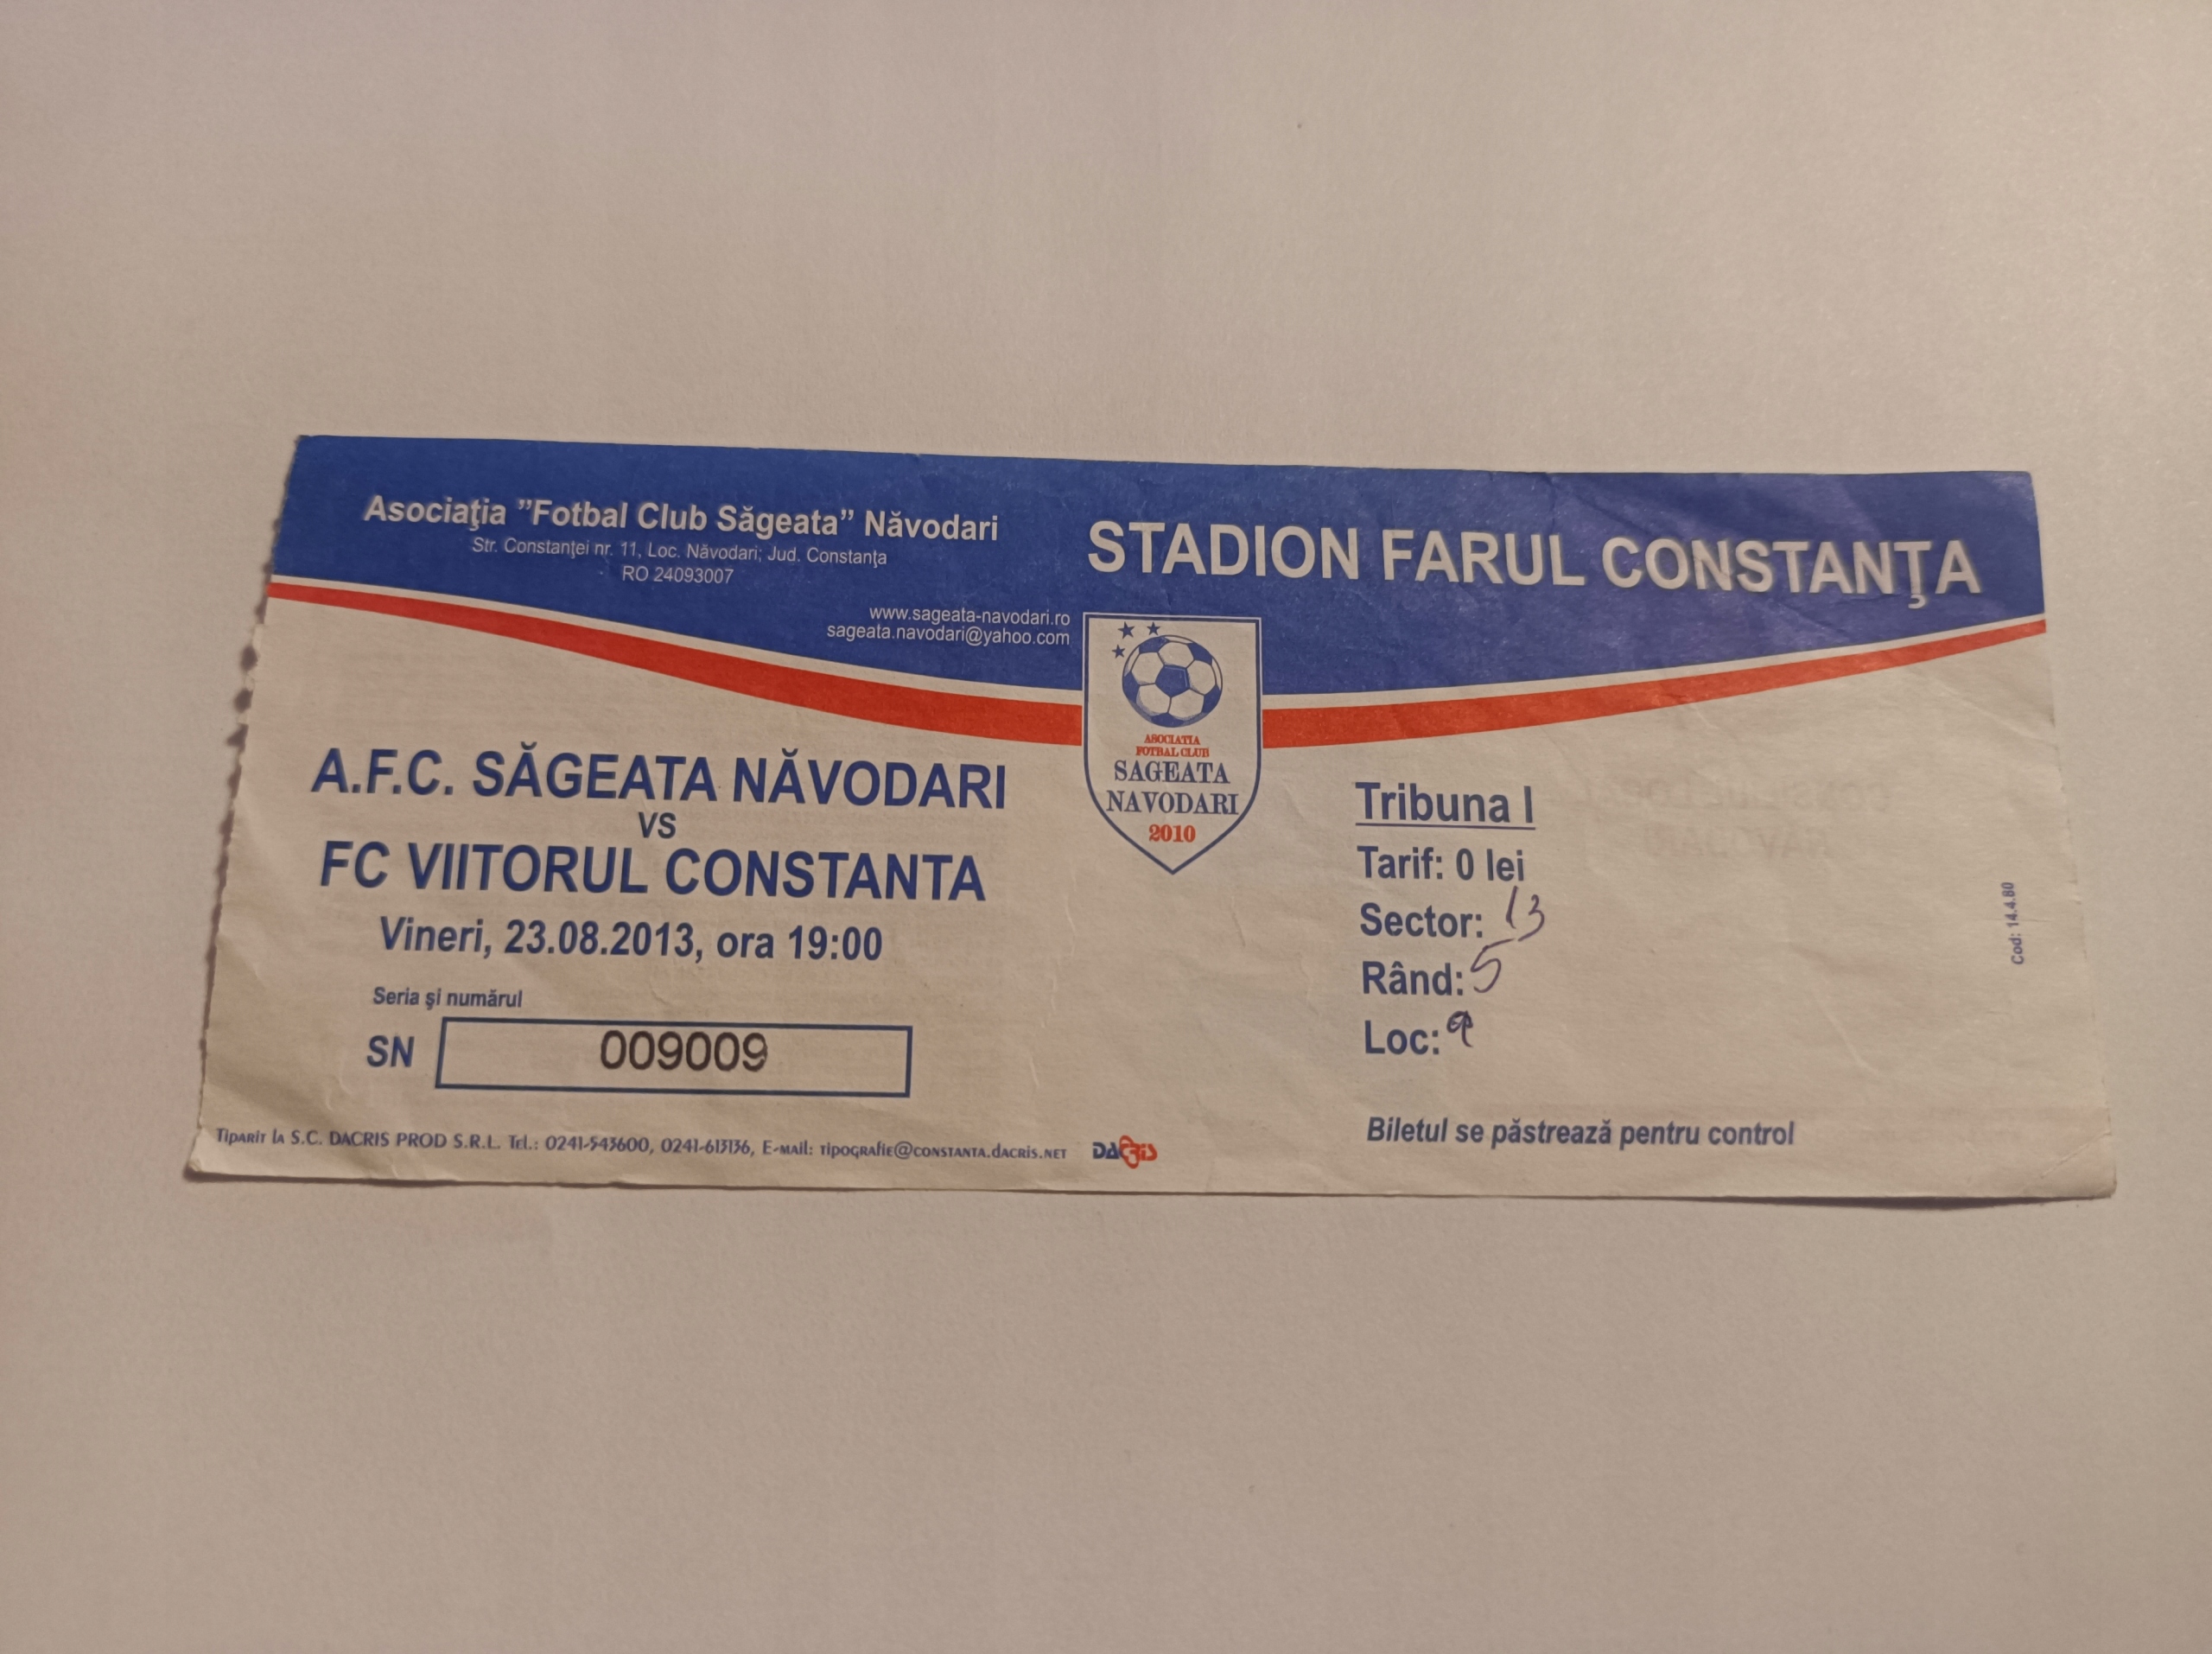 Asociaţia ”Fotbal Club Săgeata” Năvodari
Str. Constanţei nr. 11, Loc. Năvodari; Jud. Constanţa
RO 24093007
www.sageata-navodari.ro
sageata.navodari@yahoo.com
STADION FARUL CONSTANŢA
ASOCIATIA
FOTBAL CLUB
SAGEATA
NAVODARI
2010
A.F.C. SĂGEATA NĂVODARI
VS
FC VIITORUL CONSTANTA
Vineri, 23.08.2013, ora 19:00
Seria şi numărul
SN 009009
Tribuna I
Tarif: 0 lei
Sector: 13
Rând: 5
Loc: 9
Cod: 14.4.80
Biletul se păstrează pentru control
Tiparit la S.C. DACRIS PROD S.R.L. Tel.: 0241-543600, 0241-613136, E-mail: tipografie@constanta.dacris.net
DACRIS